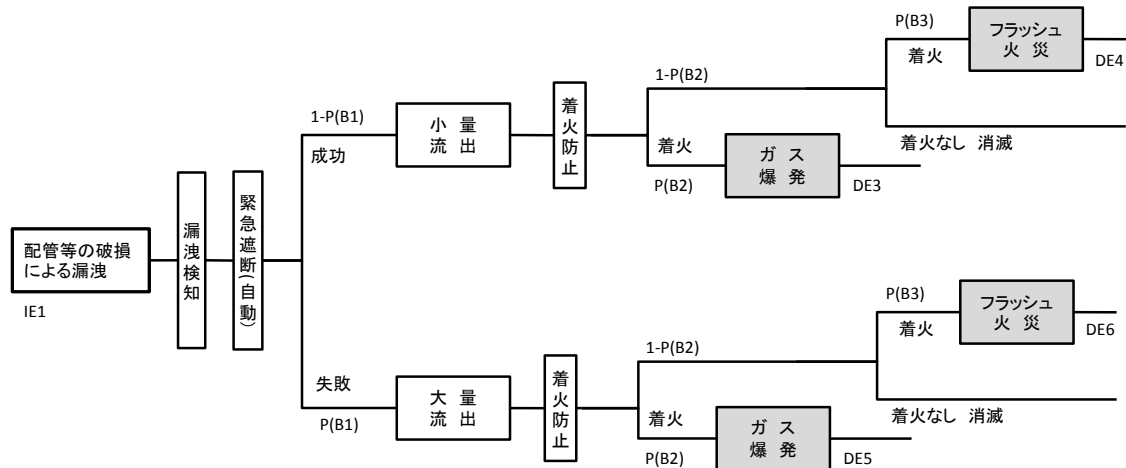 配管等の破損
による漏洩
IE1
漏洩検知
緊急遮断(自動)
1-P(B1)
成功
小 量
流 出
着火防止
1-P(B2)
着火
P(B2)
ガ ス
爆 発
DE3
P(B3)
着火
フラッシュ
火 災
DE4
着火なし 消滅
失敗
P(B1)
大 量
流 出
着火防止
1-P(B2)
着火
P(B2)
ガ ス
爆 発
DE5
P(B3)
着火
フラッシュ
火 災
DE6
着火なし 消滅